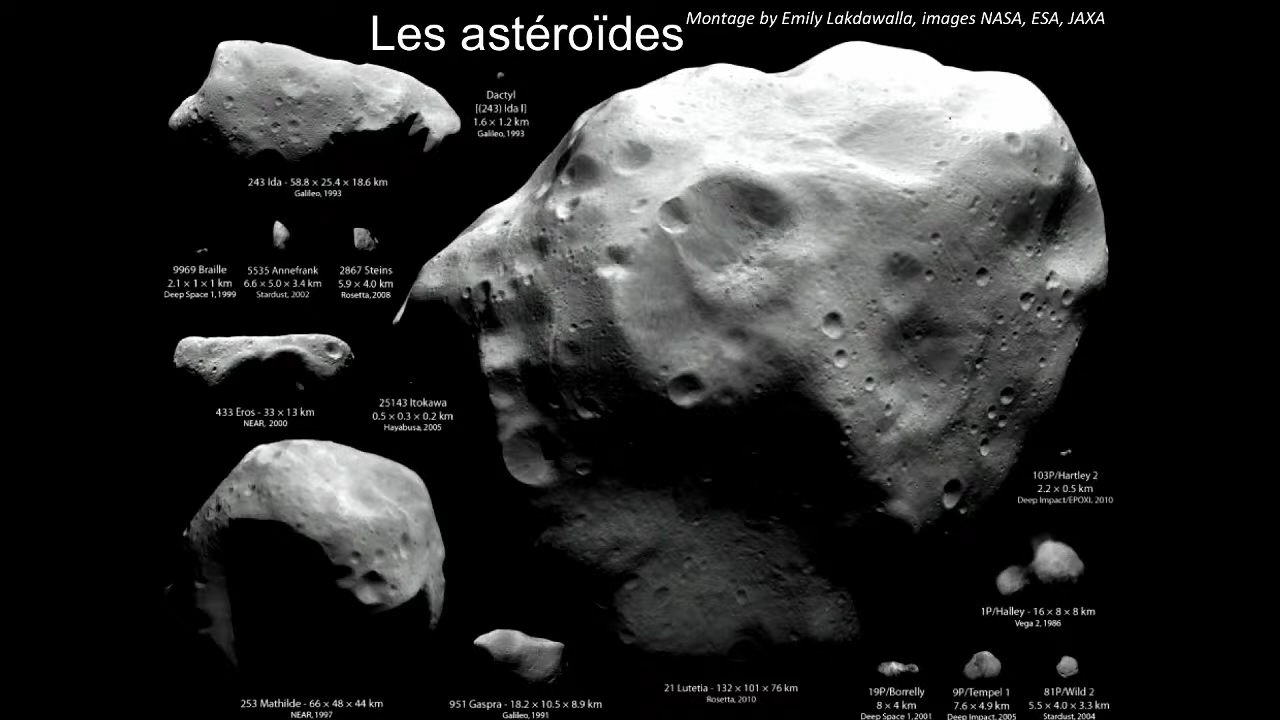 Les astéroïdes
Montage by Emily Lakdawalla, images NASA, ESA, JAXA
Dactyl
[(243) Ida I]
1.6 × 1.2 km
Galileo, 1993
243 Ida - 58.8 × 25.4 × 18.6 km
Galileo, 1993
9969 Braille
2.1 × 1 × 1 km
Deep Space 1, 1999
5535 Annefrank
6.6 × 5.0 × 3.4 km
Stardust, 2002
2867 Steins
5.9 × 4.0 km
Rosetta, 2008
433 Eros - 33 × 13 km
NEAR, 2000
25143 Itokawa
0.5 × 0.3 × 0.2 km
Hayabusa, 2005
103P/Hartley 2
2.2 × 0.5 km
Deep Impact/EPOXI, 2010
1P/Halley - 16 × 8 × 8 km
Vega 2, 1986
253 Mathilde - 66 × 48 × 44 km
NEAR, 1997
951 Gaspra - 18.2 × 10.5 × 8.9 km
Galileo, 1991
21 Lutetia - 132 × 101 × 76 km
Rosetta, 2010
19P/Borrelly
8 × 4 km
Deep Space 1, 2001
9P/Tempel 1
7.6 × 4.9 km
Deep Impact, 2005
81P/Wild 2
5.5 × 4.0 × 3.3 km
Stardust, 2004